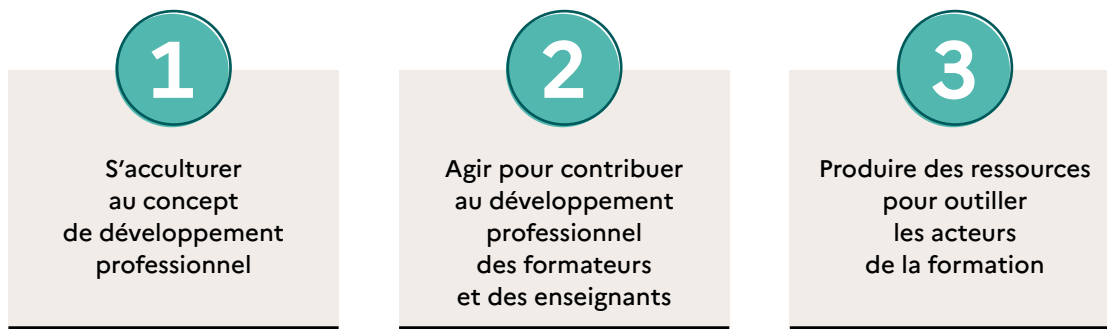 1
S’acculturer
au concept
de développement
professionnel
2
Agir pour contribuer
au développement
professionnel
des formateurs
et des enseignants
3
Produire des ressources
pour outiller
les acteurs
de la formation